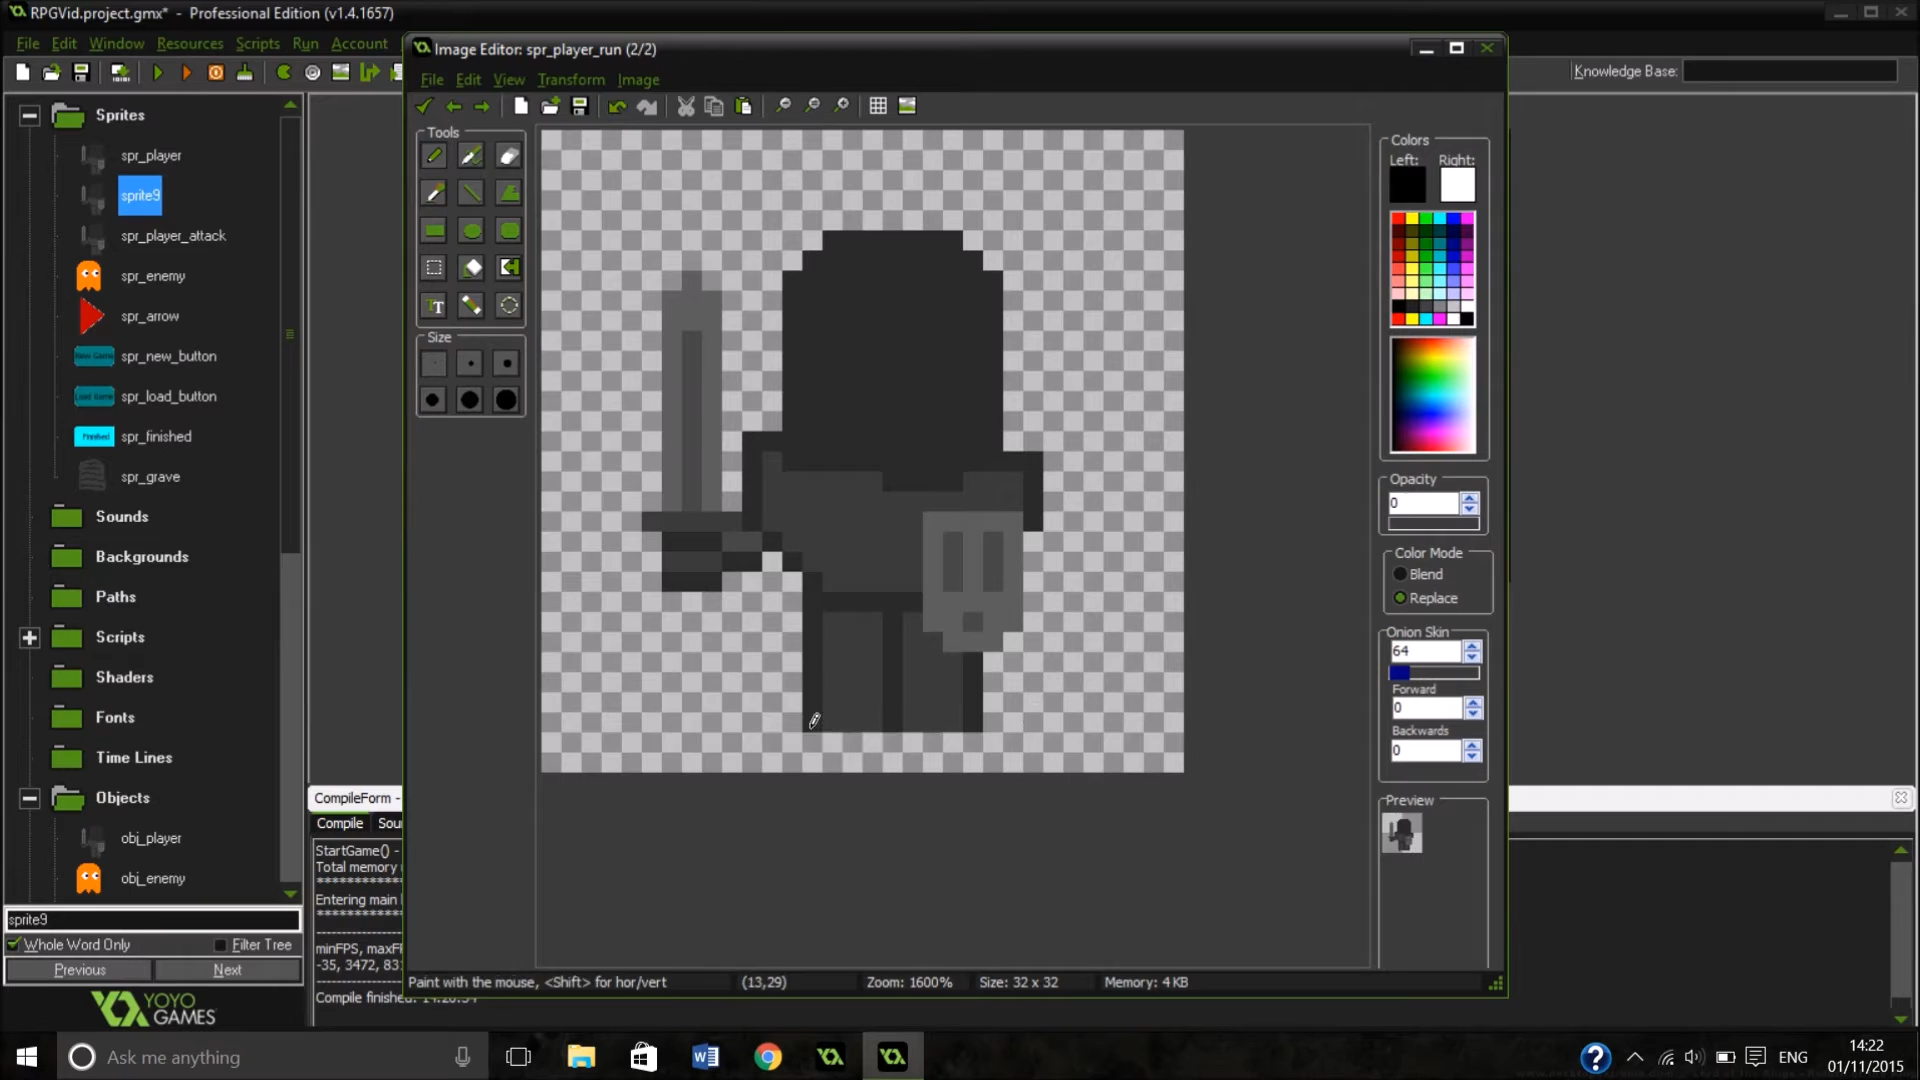 RPGVid.project.gmx* - Professional Edition (v1.4.1657)
File Edit Window Resources Scripts Run Account
Knowledge Base:
Image Editor: spr_player_run (2/2)
File Edit View Transform Image
Tools
Size
Sprites
spr_player
sprite9
spr_player_attack
spr_enemy
spr_arrow
New Game
spr_new_button
Load Game
spr_load_button
Finished
spr_finished
spr_grave
Sounds
Backgrounds
Paths
Scripts
Shaders
Fonts
Time Lines
Objects
obj_player
obj_enemy
sprite9
Whole Word Only
Filter Tree
Previous
Next
YOYO
GAMES
Colors
Left: Right:
Opacity
0
Color Mode
Blend
Replace
Onion Skin
64
Forward
0
Backwards
0
Preview
CompileForm -
Compile Sou
StartGame() -
Total memory
Entering main
minFPS, maxF
-35, 3472, 83
Compile finished:
Paint with the mouse, <Shift> for hor/vert (13,29) Zoom: 1600% Size: 32 x 32 Memory: 4 KB
Ask me anything
ENG
14:22
01/11/2015